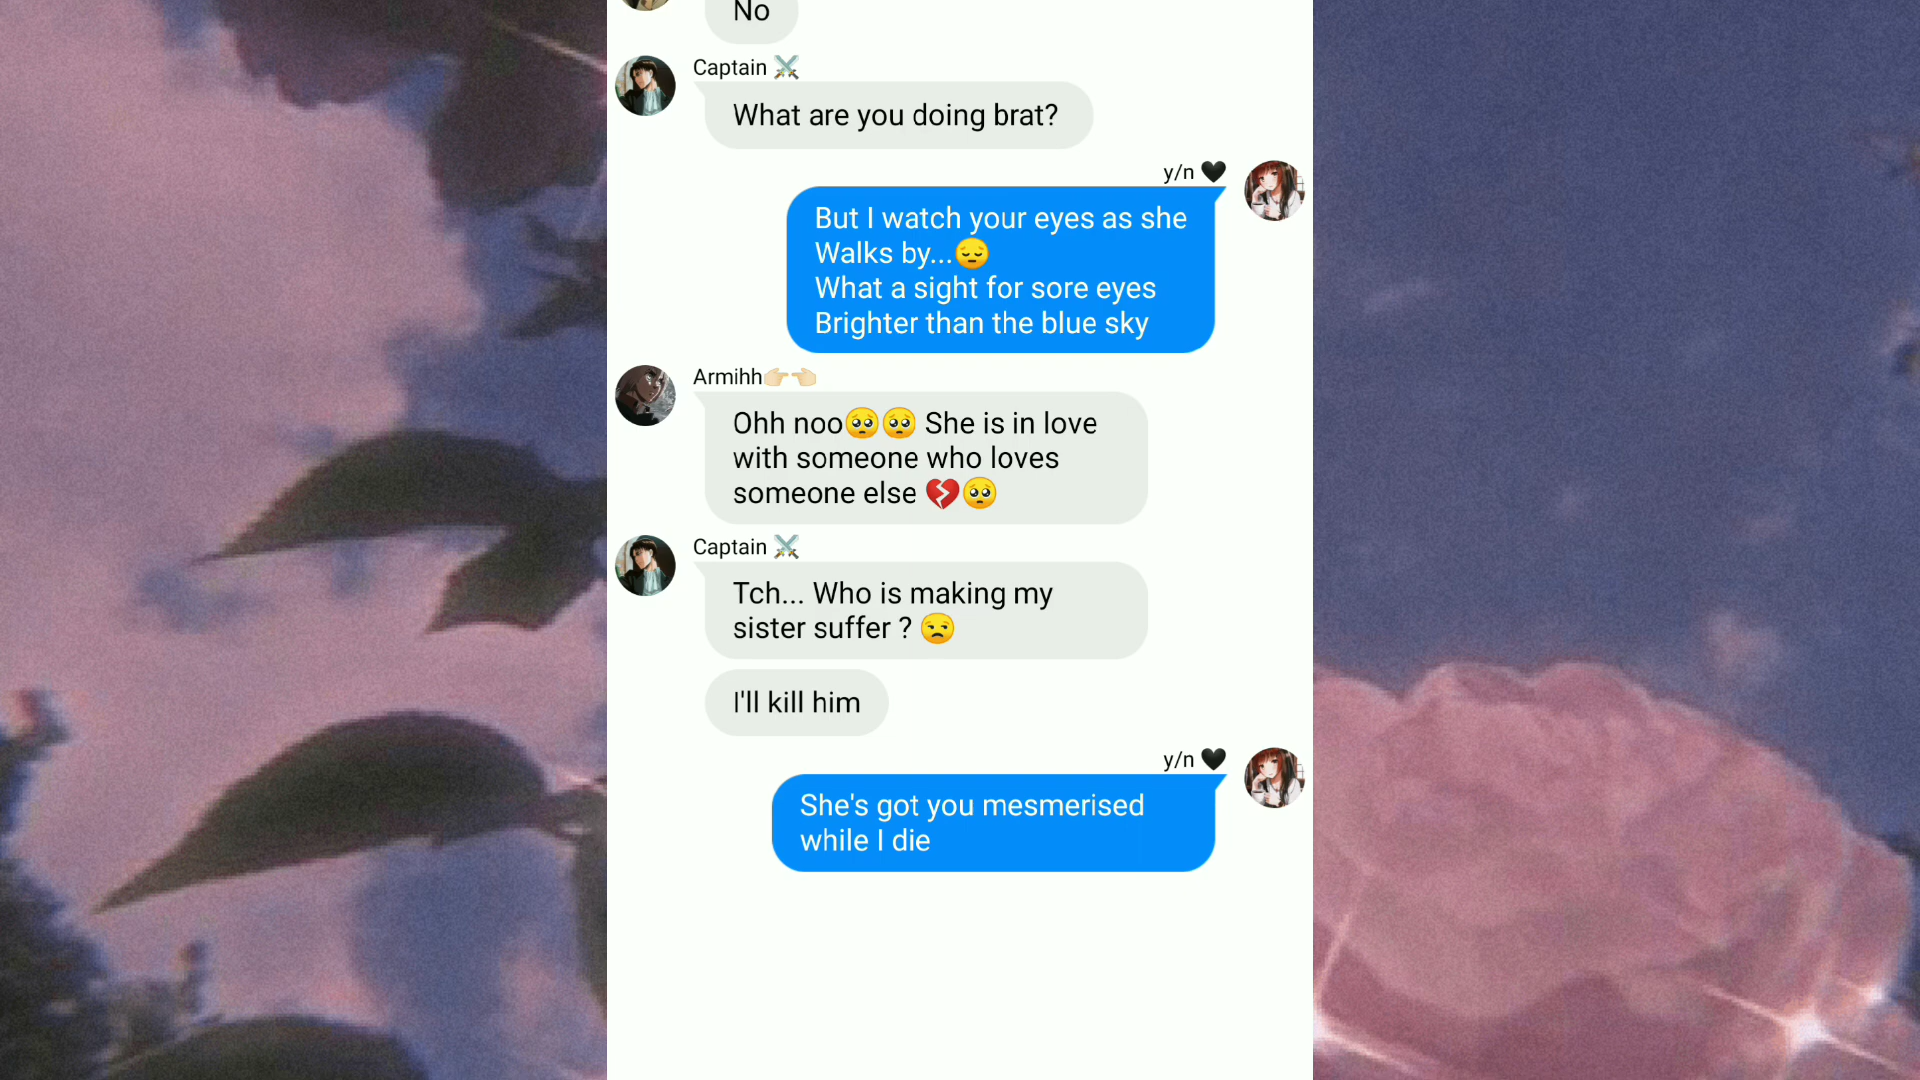 No
Captain ⚔️
What are you doing brat?
y/n 🖤
But I watch your eyes as she
Walks by...😔
What a sight for sore eyes
Brighter than the blue sky
Armihh👉🏻👈🏻
Ohh noo🥺🥺 She is in love
with someone who loves
someone else 💔🥺
Captain ⚔️
Tch... Who is making my
sister suffer ? 😒
I'll kill him
y/n 🖤
She's got you mesmerised
while I die